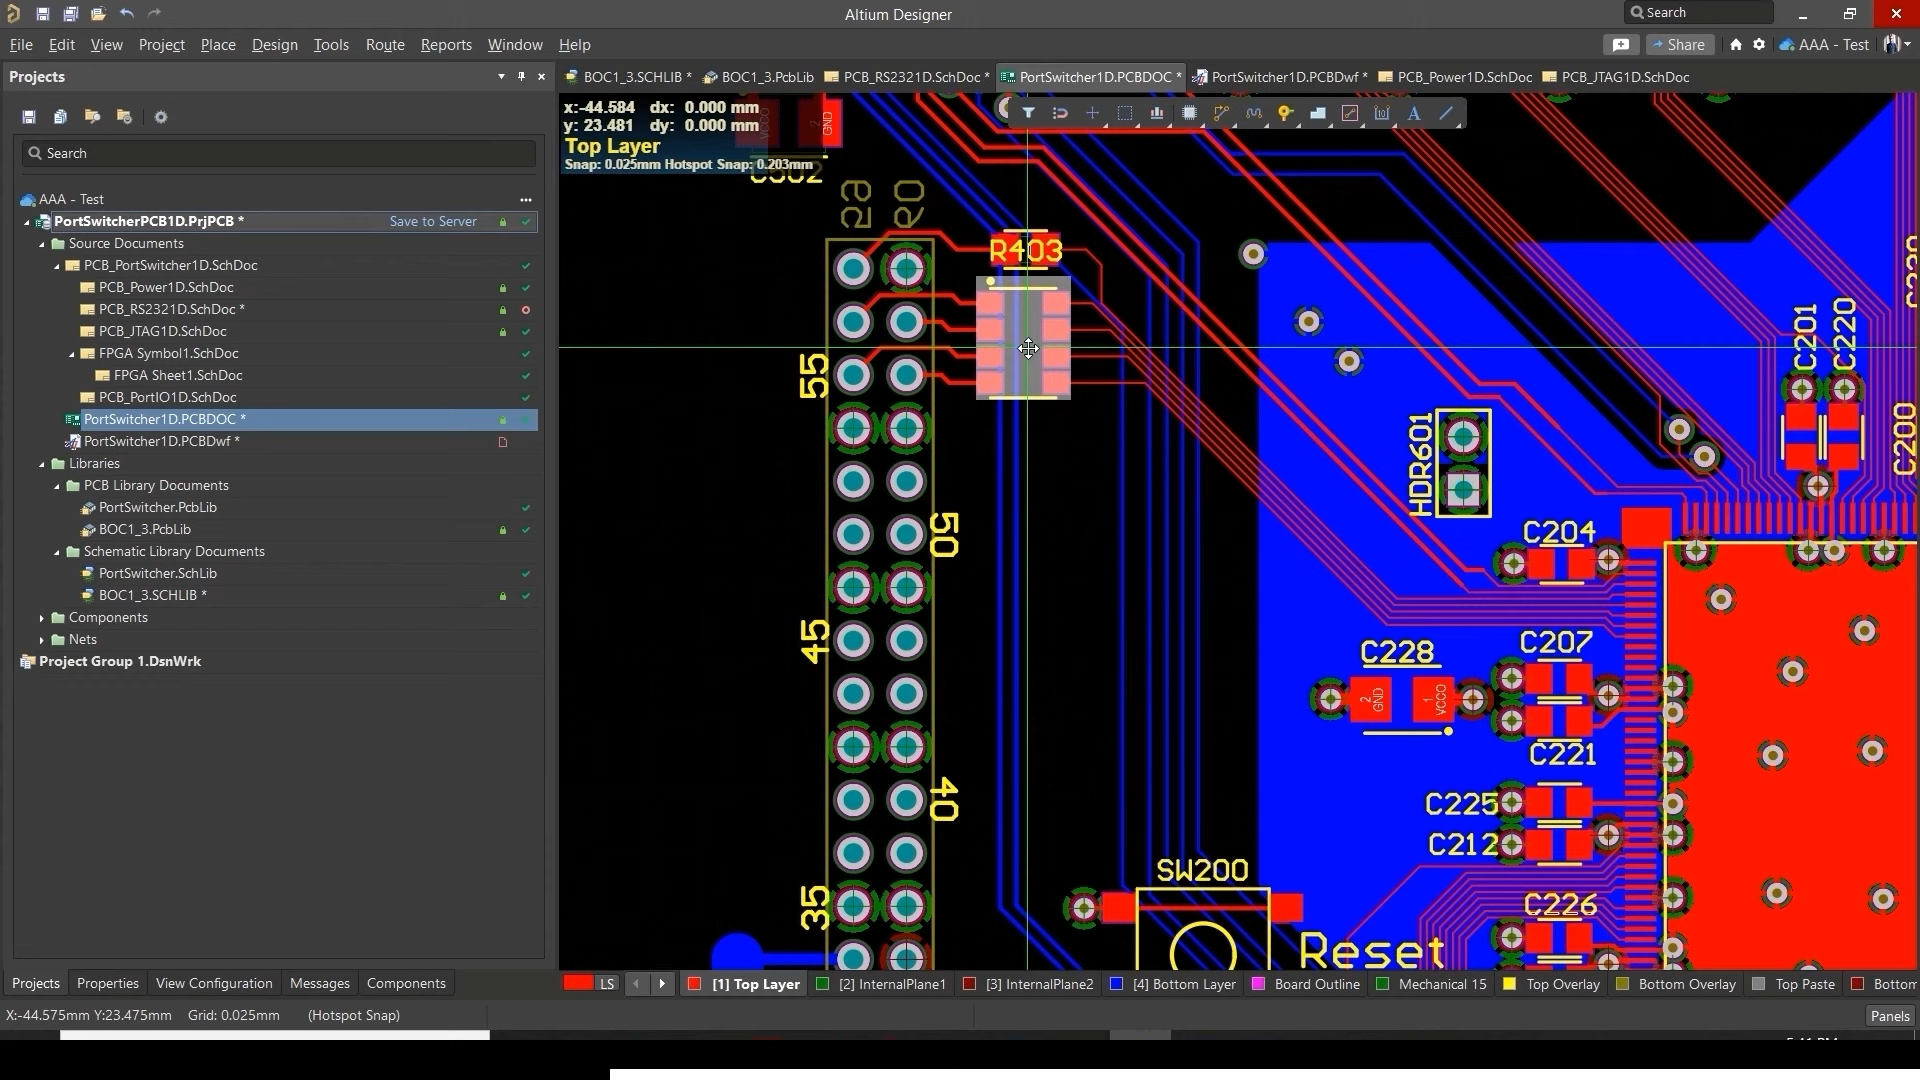 Altium Designer
Search
File Edit View Project Place Design Tools Route Reports Window Help
Share
AAA - Test
Projects
BOC1_3.SCHLIB *
BOC1_3.PcbLib
PCB_RS2321D.SchDoc *
PortSwitcher1D.PCBDOC *
PortSwitcher1D.PCBDwf *
PCB_Power1D.SchDoc
PCB_JTAG1D.SchDoc
Search
AAA - Test
PortSwitcherPCB1D.PrjPCB *
Save to Server
Source Documents
PCB_PortSwitcher1D.SchDoc
PCB_Power1D.SchDoc
PCB_RS2321D.SchDoc *
PCB_JTAG1D.SchDoc
FPGA Symbol1.SchDoc
FPGA Sheet1.SchDoc
PCB_PortIO1D.SchDoc
PortSwitcher1D.PCBDOC *
PortSwitcher1D.PCBDwf *
Libraries
PCB Library Documents
PortSwitcher.PcbLib
BOC1_3.PcbLib
Schematic Library Documents
PortSwitcher.SchLib
BOC1_3.SCHLIB *
Components
Nets
Project Group 1.DsnWrk
x:-44.584 dx: 0.000 mm
y: 23.481 dy: 0.000 mm
Top Layer
Snap: 0.025mm Hotspot Snap: 0.203mm
GND
R403
55
50
45
40
35
HDR601
C201
C220
C200
C204
C207
C228
2
GND
1
VCCO
C221
C225
C212
C226
SW200
Reset
Projects Properties View Configuration Messages Components
LS
[1] Top Layer
[2] InternalPlane1
[3] InternalPlane2
[4] Bottom Layer
Board Outline
Mechanical 15
Top Overlay
Bottom Overlay
Top Paste
Bottom
X:-44.575mm Y:23.475mm Grid: 0.025mm (Hotspot Snap)
Panels